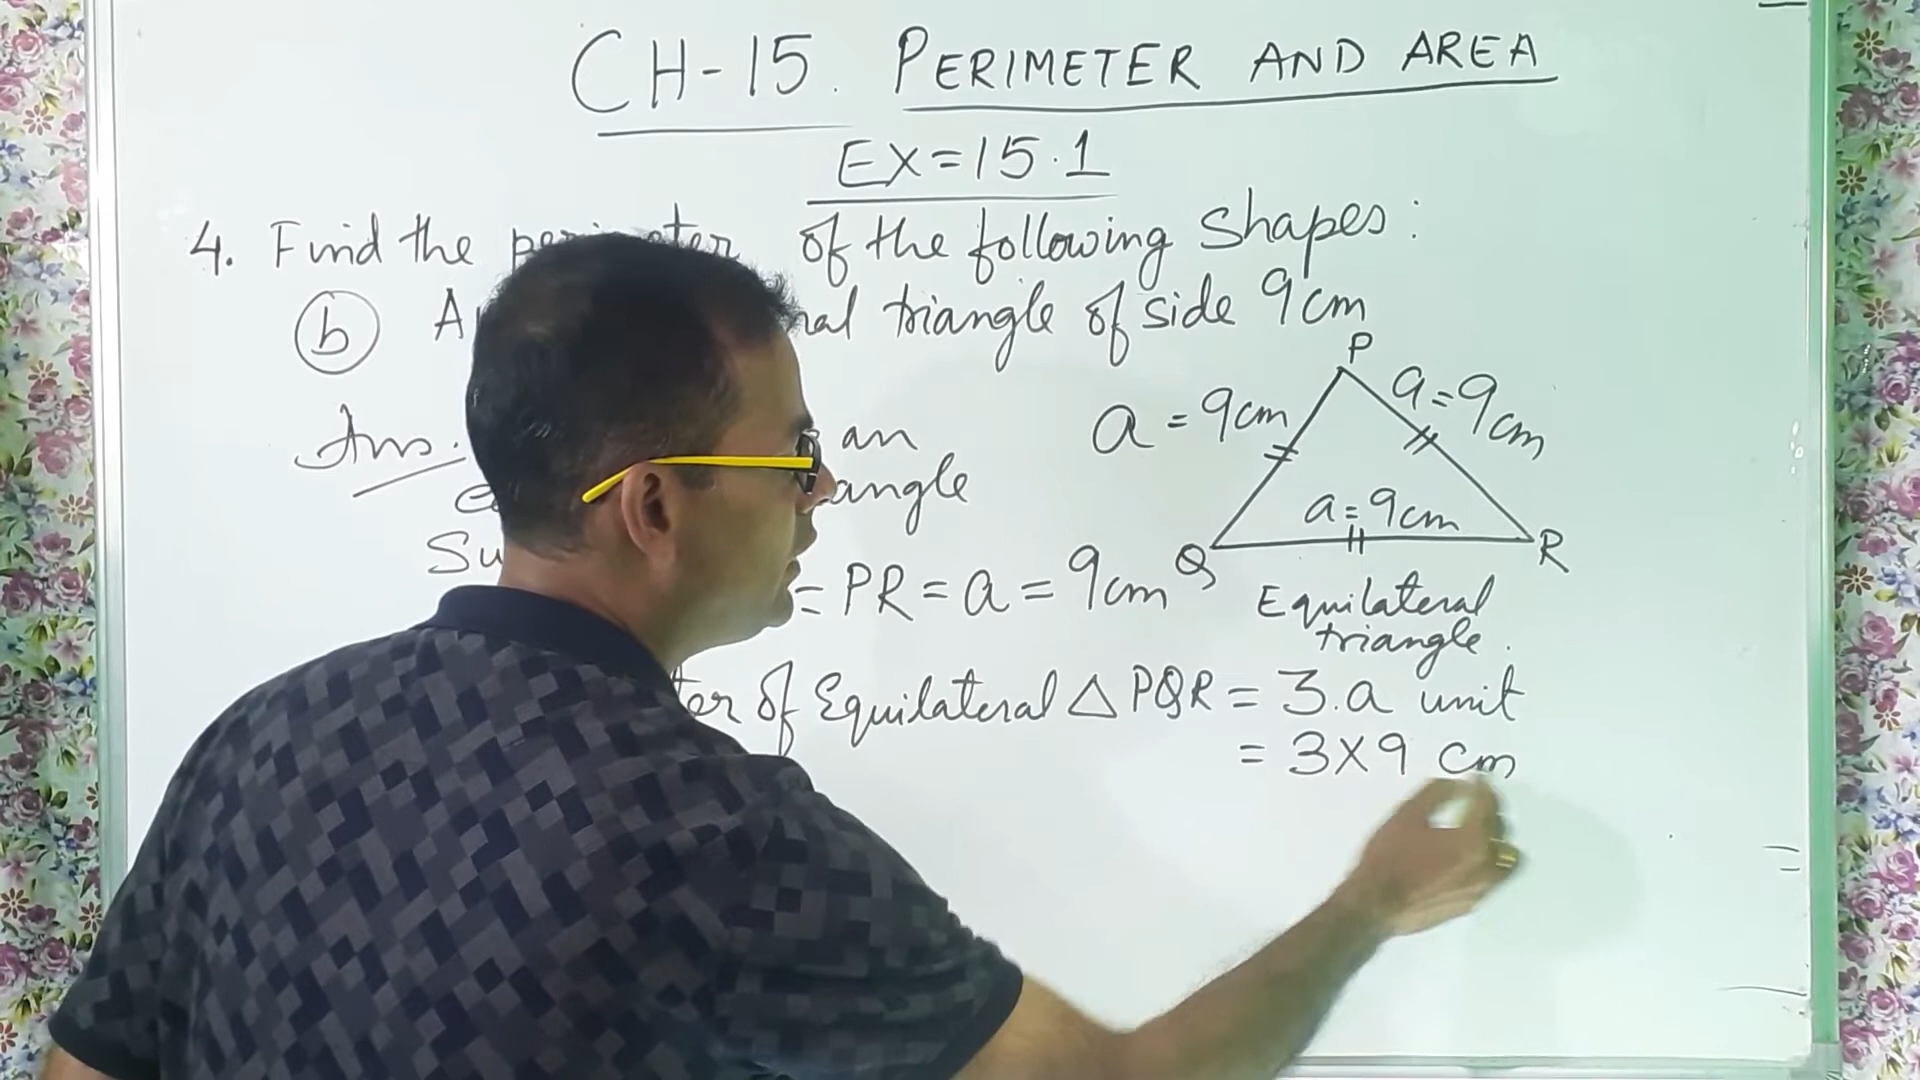 CH-15. PERIMETER AND AREA
EX=15.1
4. Find the perimeter of the following shapes:
(b) triangle of side 9cm
P
a = 9cm
a=9cm
a=9cm
Q
R
Equilateral
triangle.
Ans. an
angle
= PR = a = 9cm
of Equilateral △ PQR = 3.a unit
= 3×9 cm